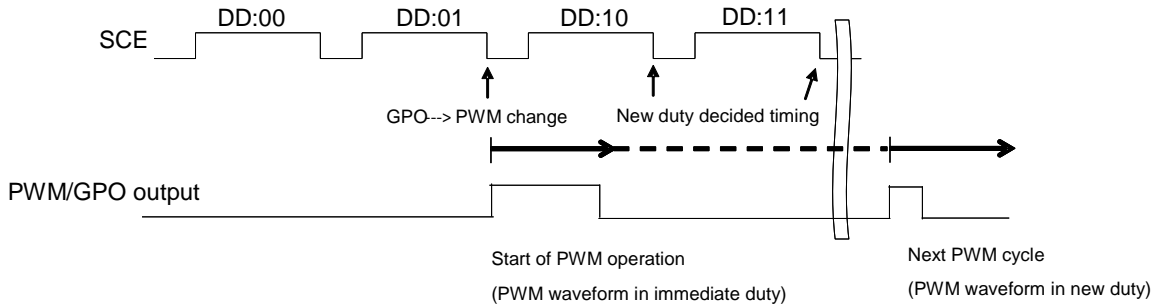 DD:00 DD:01 DD:10 DD:11
SCE
GPO---> PWM change New duty decided timing
PWM/GPO output
Start of PWM operation
(PWM waveform in immediate duty)
Next PWM cycle
(PWM waveform in new duty)